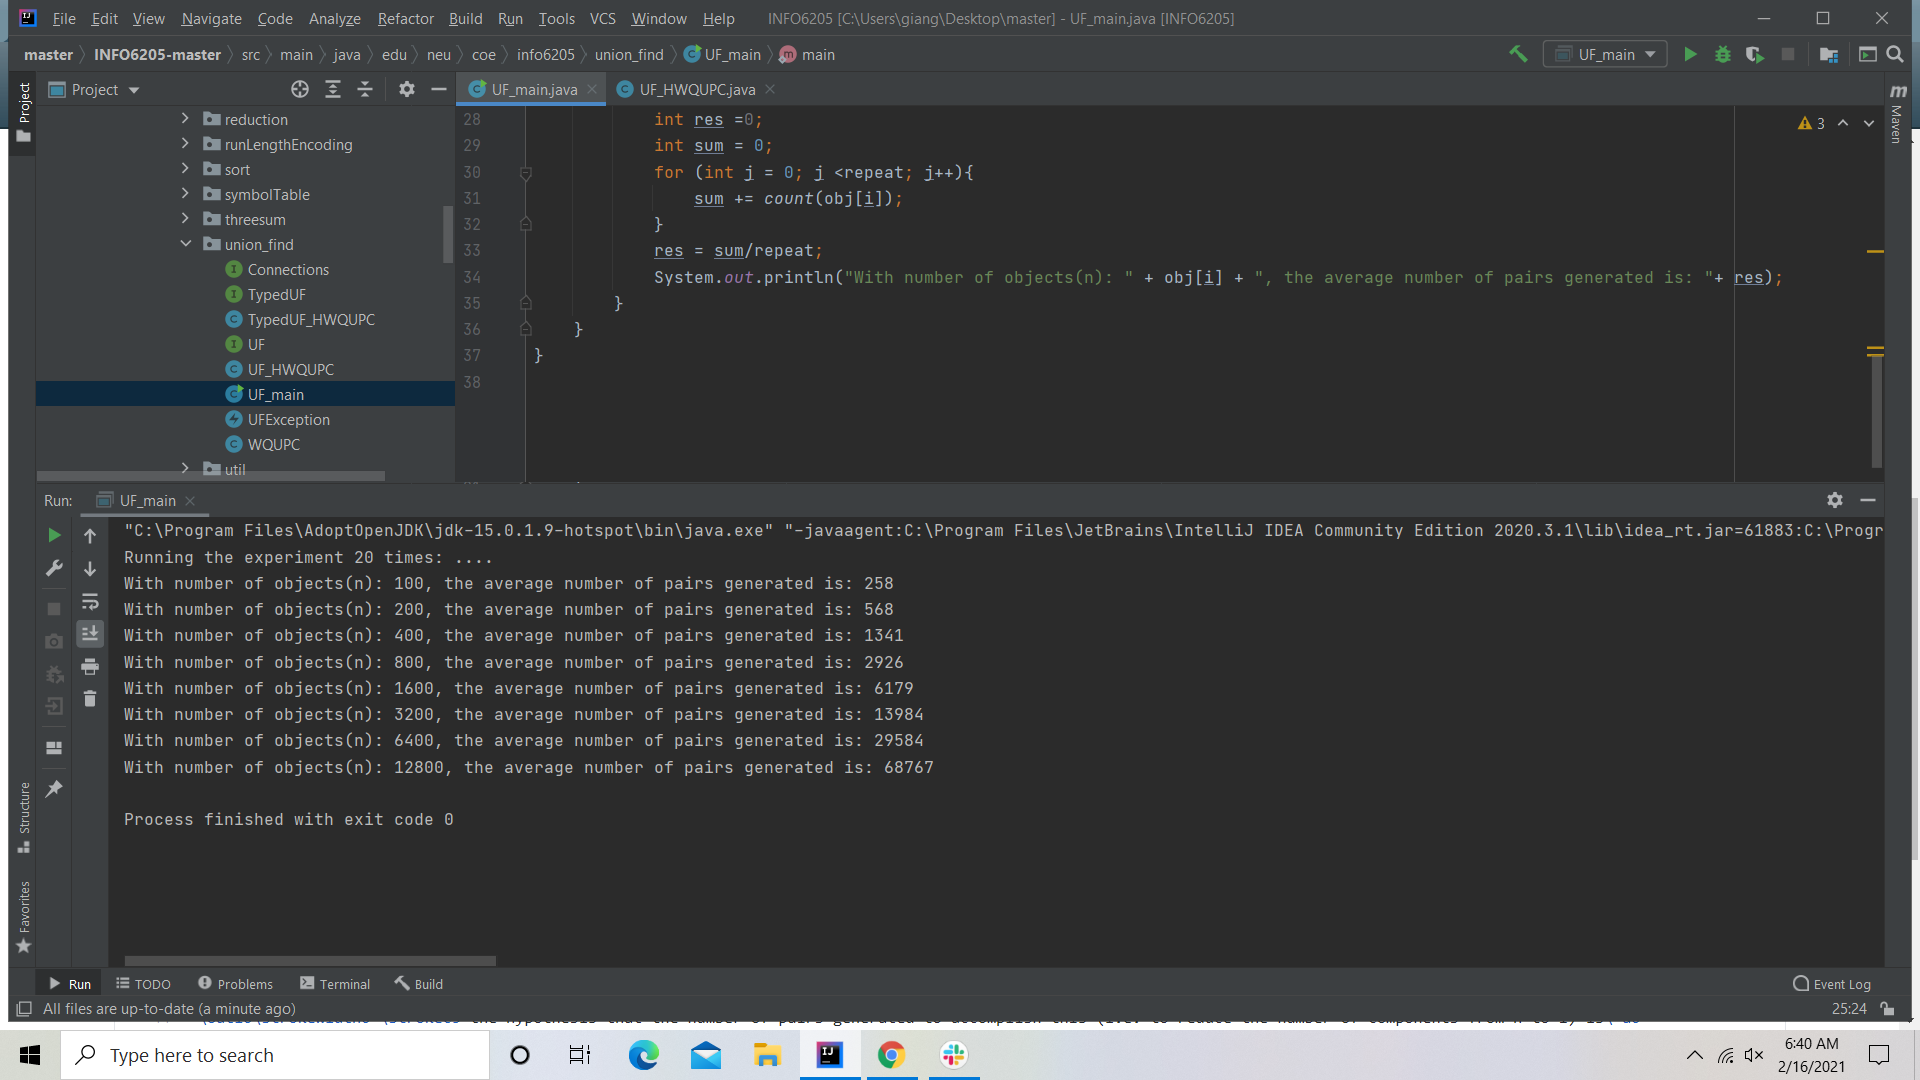 File Edit View Navigate Code Analyze Refactor Build Run Tools VCS Window Help INFO6205 [C:\Users\giang\Desktop\master] - UF_main.java [INFO6205]
master INFO6205-master src main java edu neu coe info6205 union_find UF_main main UF_main
Project
UF_main.java UF_HWQUPC.java
Project
Maven
reduction
runLengthEncoding
sort
symbolTable
threesum
union_find
Connections
TypedUF
TypedUF_HWQUPC
UF
UF_HWQUPC
UF_main
UFException
WQUPC
util
3
28 int res =0;
29 int sum = 0;
30 for (int j = 0; j <repeat; j++){
31 sum += count(obj[i]);
32 }
33 res = sum/repeat;
34 System.out.println("With number of objects(n): " + obj[i] + ", the average number of pairs generated is: "+ res);
35 }
36 }
37 }
38
Run: UF_main
"C:\Program Files\AdoptOpenJDK\jdk-15.0.1.9-hotspot\bin\java.exe" "-javaagent:C:\Program Files\JetBrains\IntelliJ IDEA Community Edition 2020.3.1\lib\idea_rt.jar=61883:C:\Progr
Running the experiment 20 times: ....
With number of objects(n): 100, the average number of pairs generated is: 258
With number of objects(n): 200, the average number of pairs generated is: 568
With number of objects(n): 400, the average number of pairs generated is: 1341
With number of objects(n): 800, the average number of pairs generated is: 2926
With number of objects(n): 1600, the average number of pairs generated is: 6179
With number of objects(n): 3200, the average number of pairs generated is: 13984
With number of objects(n): 6400, the average number of pairs generated is: 29584
With number of objects(n): 12800, the average number of pairs generated is: 68767
Process finished with exit code 0
Structure
Favorites
Run TODO Problems Terminal Build Event Log
All files are up-to-date (a minute ago) 25:24
Type here to search
6:40 AM
2/16/2021